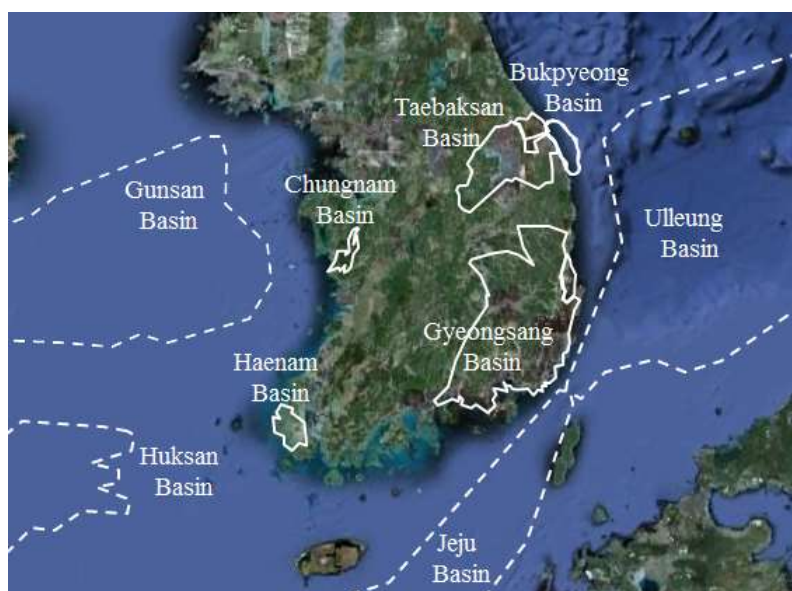 Bukpyeong
Basin
Taebaksan
Basin
Gunsan
Basin
Chungnam
Basin
Ulleung
Basin
Gyeongsang
Basin
Haenam
Basin
Huksan
Basin
Jeju
Basin